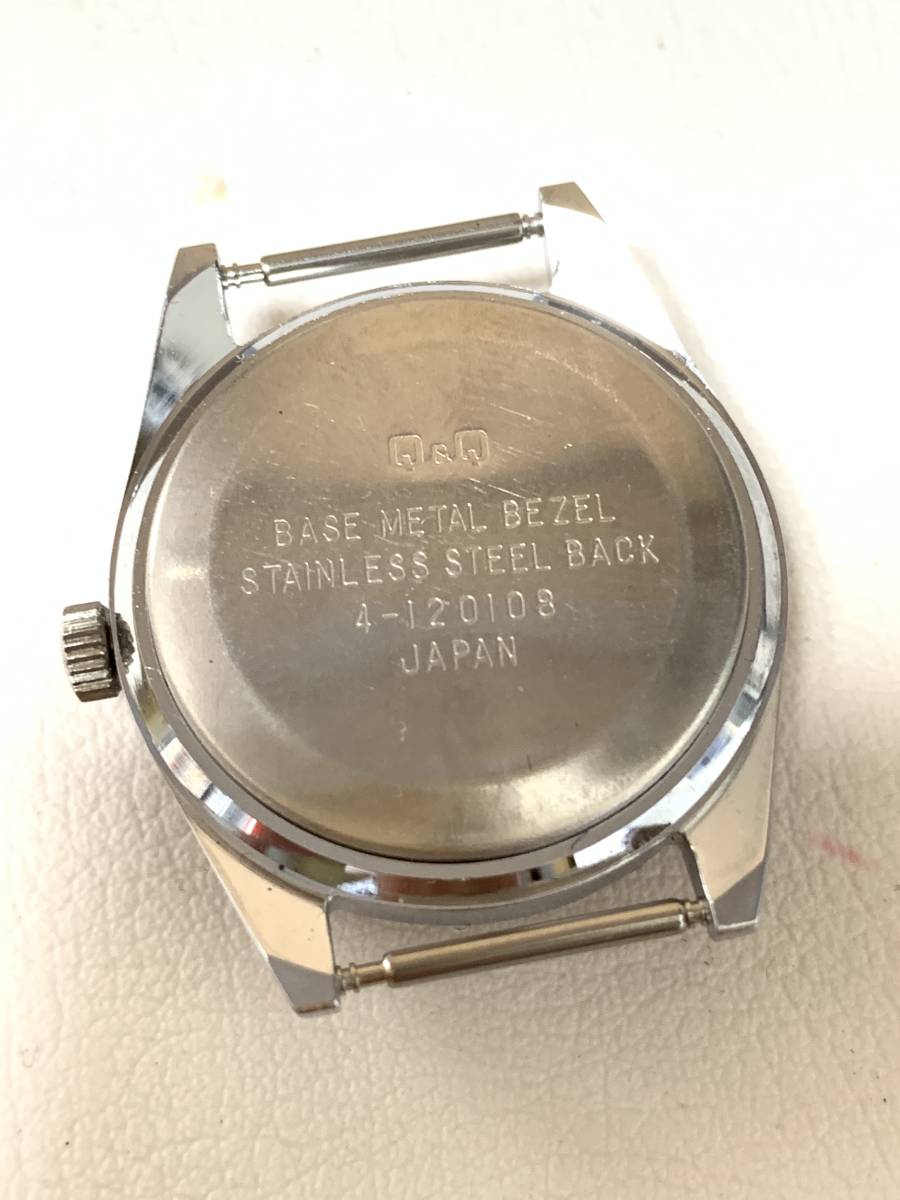 Q&Q
BASE METAL BEZEL
STAINLESS STEEL BACK
4-120108
JAPAN